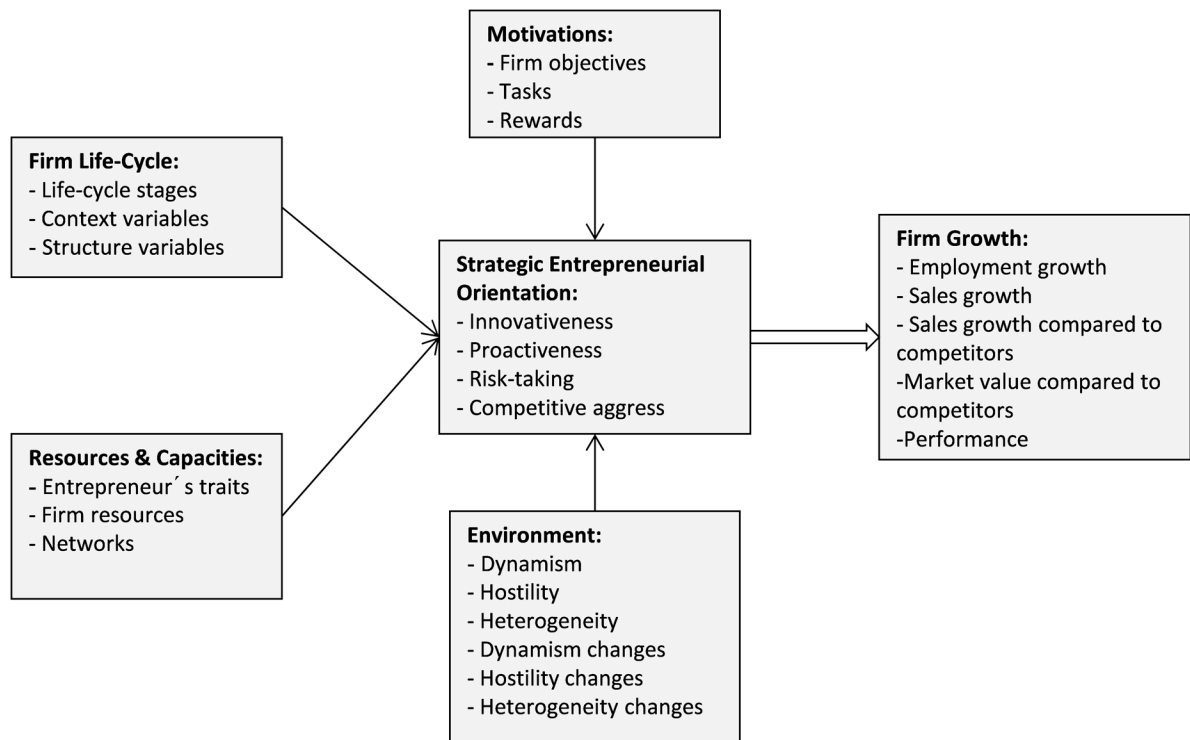 Motivations:
- Firm objectives
- Tasks
- Rewards
Firm Life-Cycle:
- Life-cycle stages
- Context variables
- Structure variables
Strategic Entrepreneurial
Orientation:
- Innovativeness
- Proactiveness
- Risk-taking
- Competitive aggress
Firm Growth:
- Employment growth
- Sales growth
- Sales growth compared to
competitors
-Market value compared to
competitors
-Performance
Resources & Capacities:
- Entrepreneur´s traits
- Firm resources
- Networks
Environment:
- Dynamism
- Hostility
- Heterogeneity
- Dynamism changes
- Hostility changes
- Heterogeneity changes